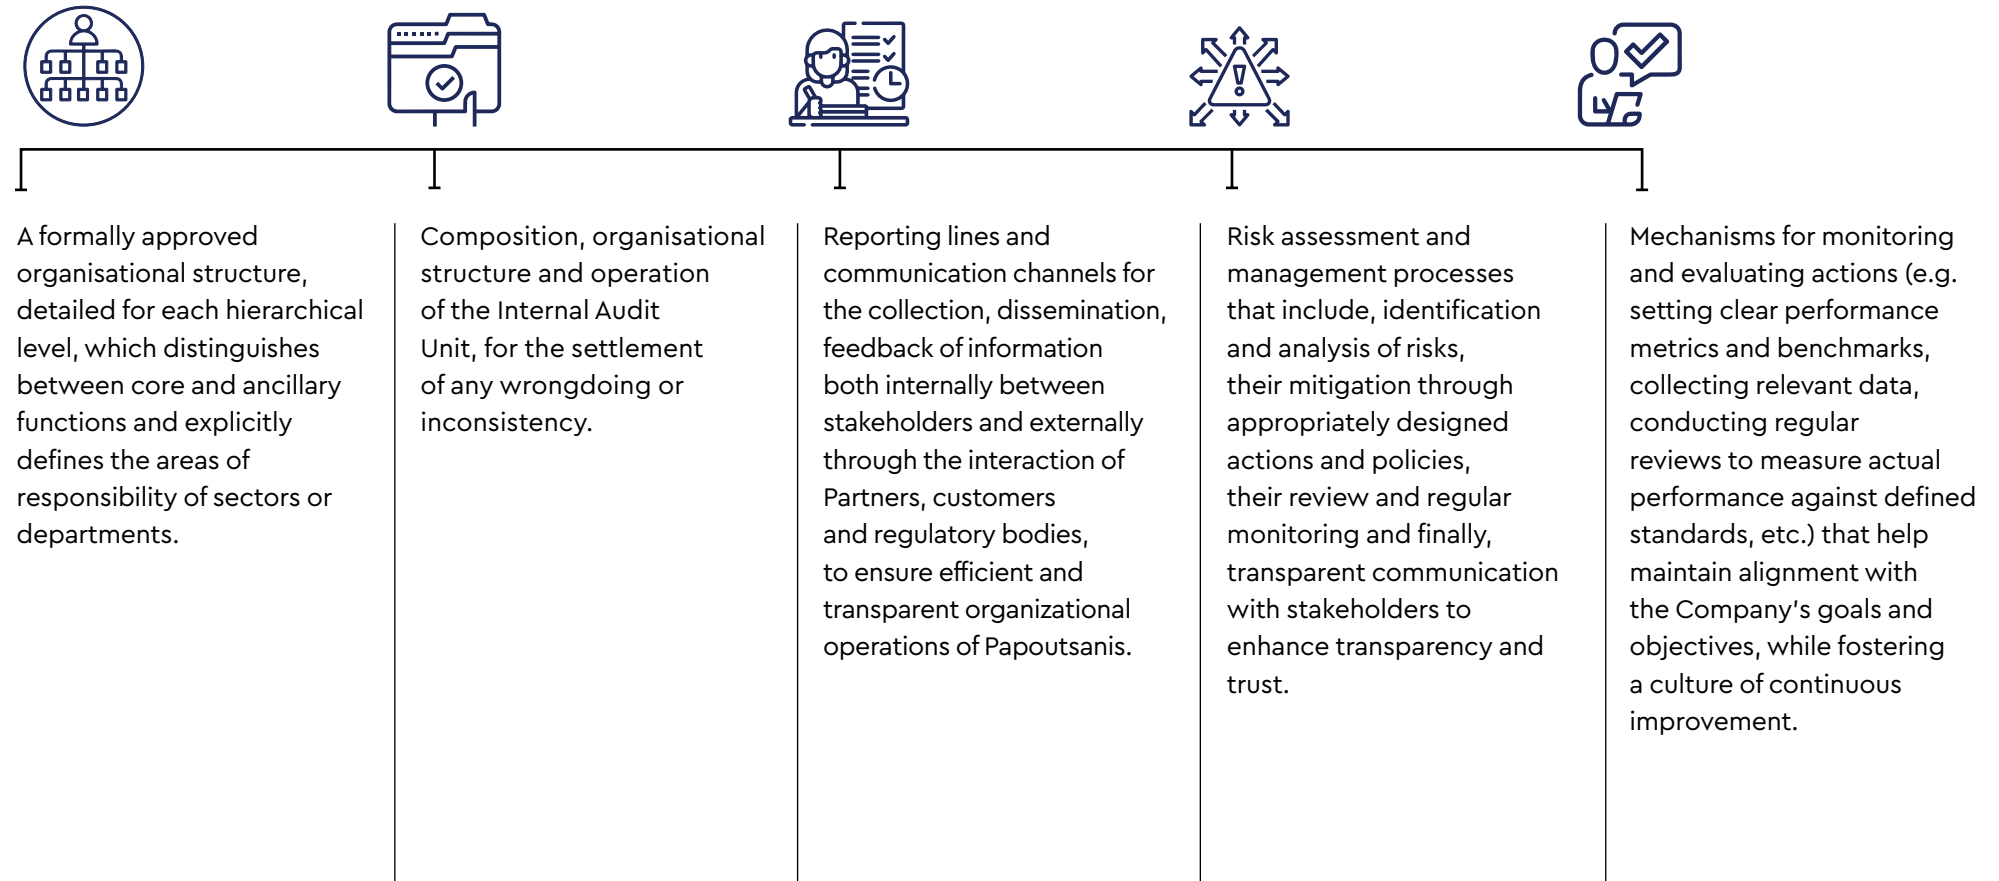 A formally approved
organisational structure,
detailed for each hierarchical
level, which distinguishes
between core and ancillary
functions and explicitly
defines the areas of
responsibility of sectors or
departments.
Composition, organisational
structure and operation
of the Internal Audit
Unit, for the settlement
of any wrongdoing or
inconsistency.
Reporting lines and
communication channels for
the collection, dissemination,
feedback of information
both internally between
stakeholders and externally
through the interaction of
Partners, customers
and regulatory bodies,
to ensure efficient and
transparent organizational
operations of Papoutsanis.
Risk assessment and
management processes
that include, identification
and analysis of risks,
their mitigation through
appropriately designed
actions and policies,
their review and regular
monitoring and finally,
transparent communication
with stakeholders to
enhance transparency and
trust.
Mechanisms for monitoring
and evaluating actions (e.g.
setting clear performance
metrics and benchmarks,
collecting relevant data,
conducting regular
reviews to measure actual
performance against defined
standards, etc.) that help
maintain alignment with
the Company's goals and
objectives, while fostering
a culture of continuous
improvement.